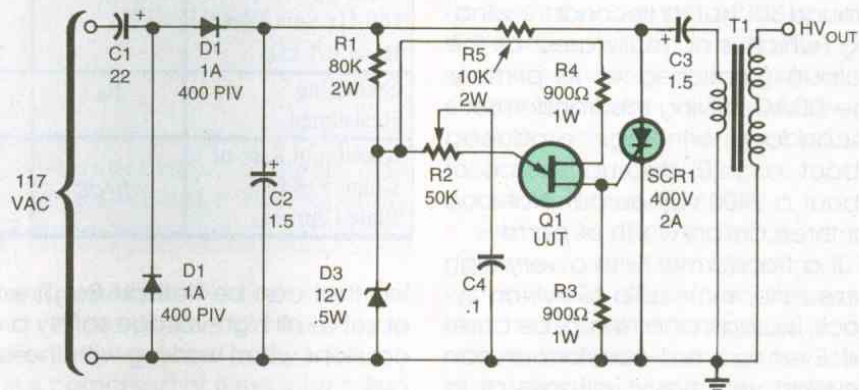 C1
22
+
D1
1A
400 PIV
R1
80K
2W
R5
10K
2W
R4
900Ω
1W
+
C3
1.5
T1
HV OUT
117
VAC
+
C2
1.5
R2
50K
SCR1
400V
2A
Q1
UJT
D1
1A
400 PIV
D3
12V
.5W
C4
.1
R3
900Ω
1W